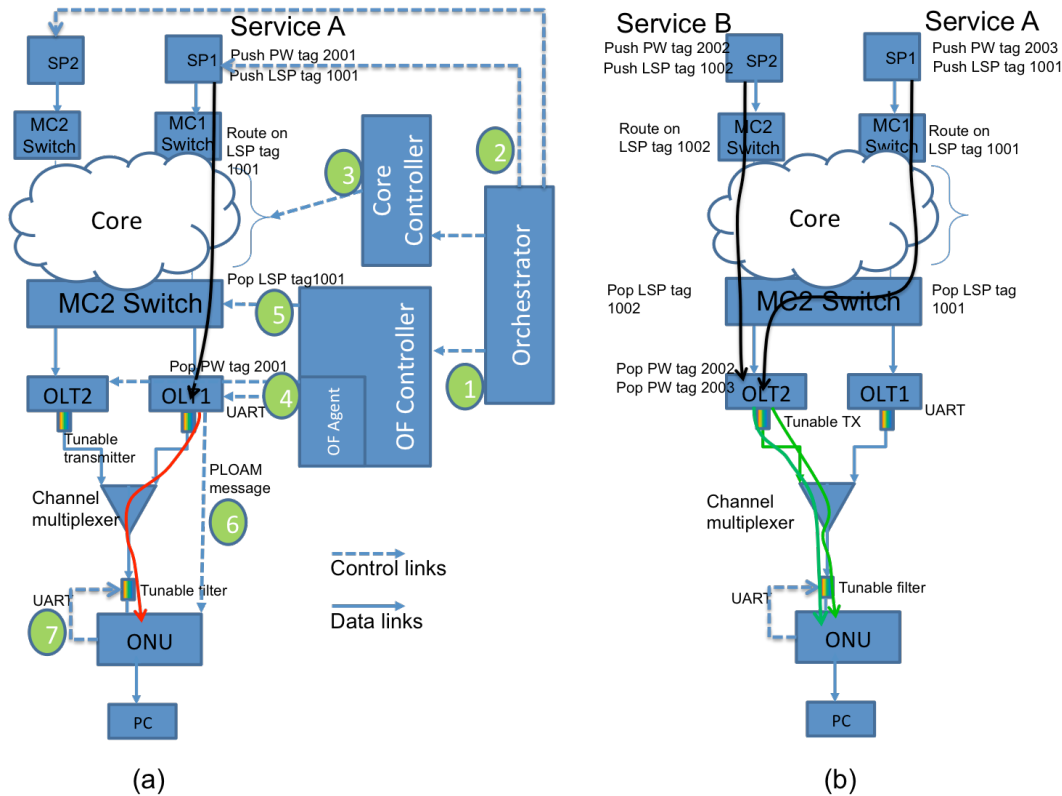 Service A
SP2
SP1
Push PW tag 2001
Push LSP tag 1001
MC2
Switch
MC1
Switch
Route on
LSP tag
1001
2
3
Core
Controller
Core
Orchestrator
Pop LSP tag1001
MC2 Switch
5
OF Controller
OF Agent
1
Pop PW tag 2001
4
OLT2
OLT1
UART
Tunable
transmitter
PLOAM
message
6
Channel
multiplexer
Control links
Data links
Tunable filter
UART
7
ONU
PC
(a)
Service B
Service A
Push PW tag 2002
Push LSP tag 1002
SP2
SP1
Push PW tag 2003
Push LSP tag 1001
Route on
LSP tag 1002
MC2
Switch
MC1
Switch
Route on
LSP tag 1001
Core
Pop LSP tag
1002
MC2 Switch
Pop LSP tag
1001
Pop PW tag 2002
Pop PW tag 2003
OLT2
OLT1
Tunable TX
UART
Channel
multiplexer
Tunable filter
UART
ONU
PC
(b)